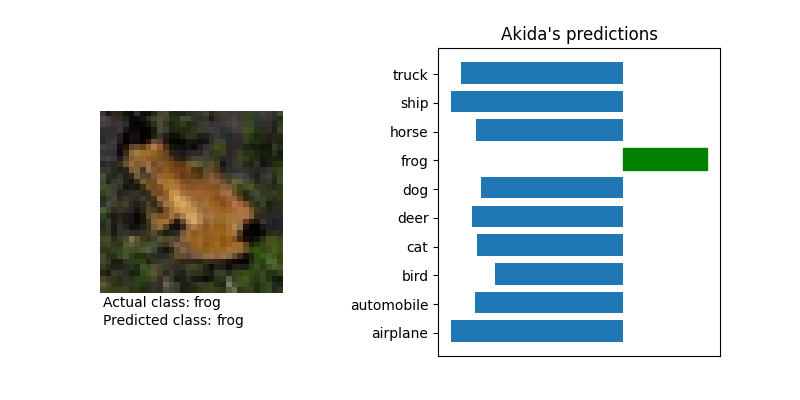 Akida's predictions
truck
ship
horse
frog
dog
deer
cat
bird
automobile
airplane
Actual class: frog
Predicted class: frog